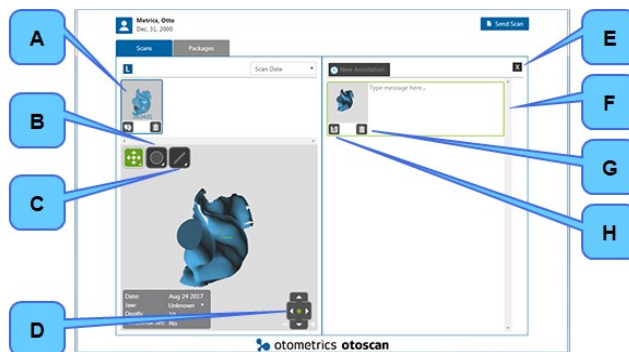 Metrics, Otto
Dec. 31, 2000
Send Scan
Scans
Packages
L
Scan Date
New Annotation
X
Type message here...
Date: Aug 24 2017
Jaw: Unknown
Depth:
No
otometrics otoscan
A
B
C
D
E
F
G
H